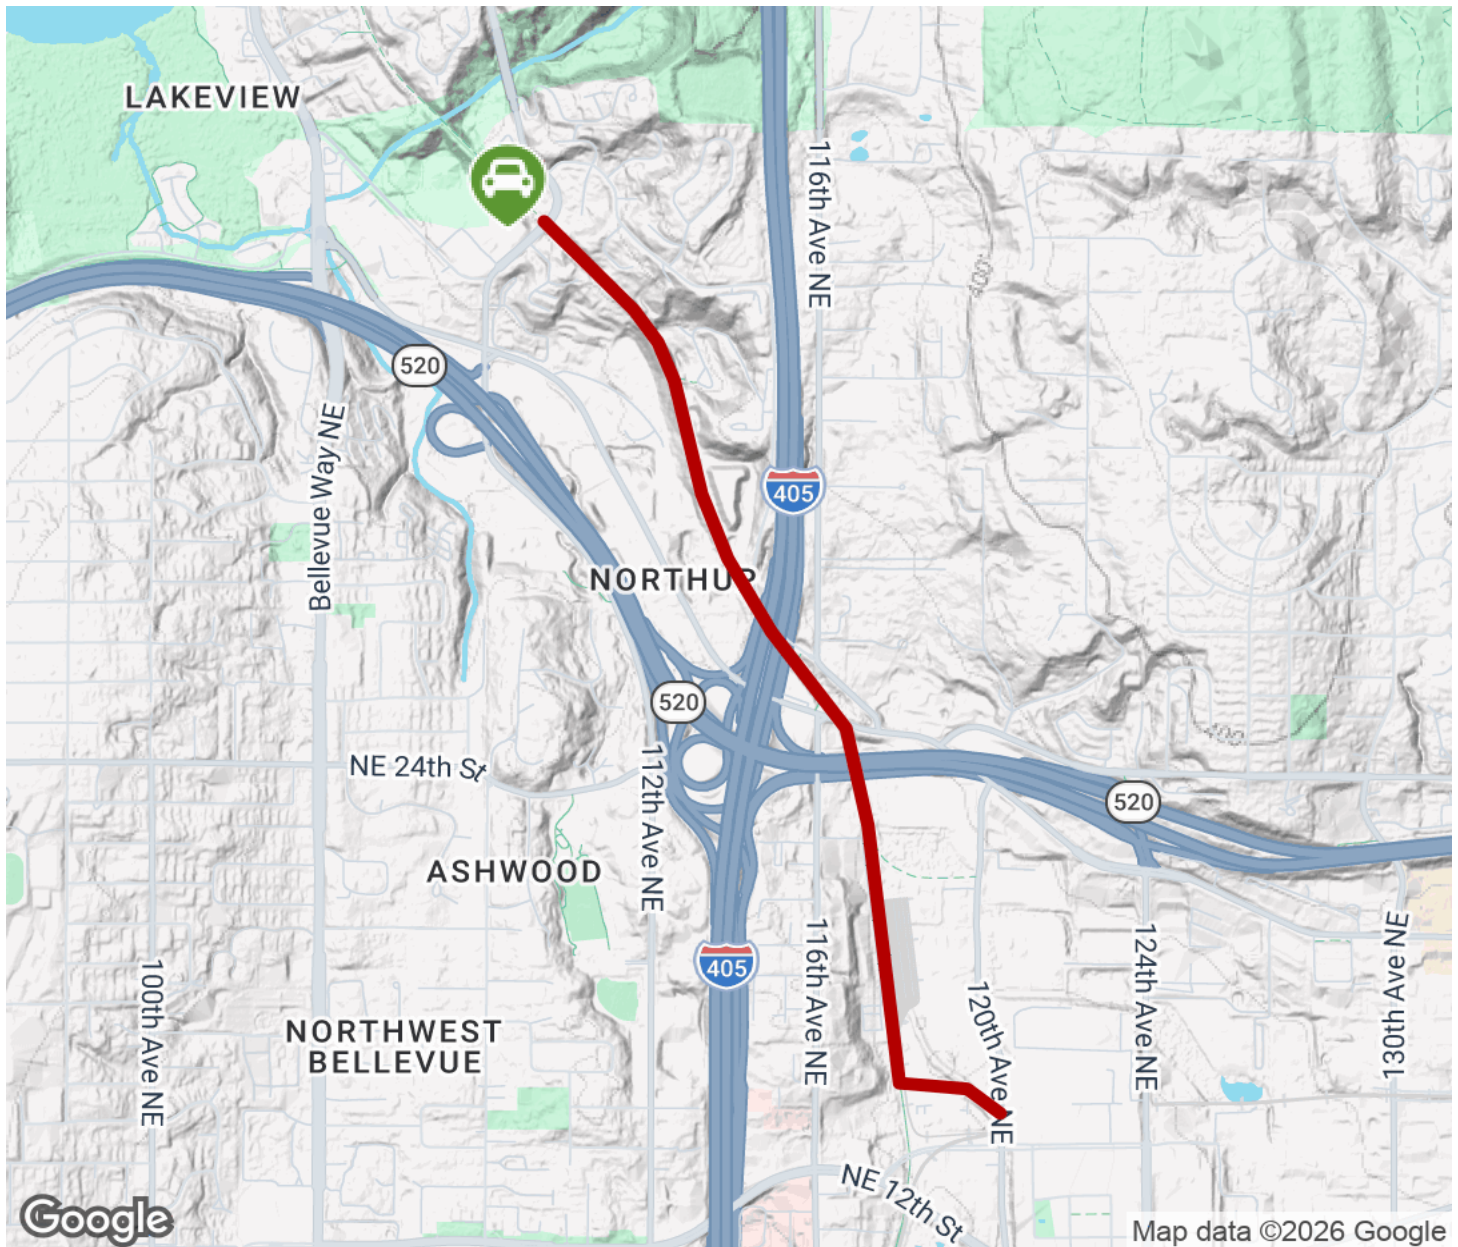 LAKEVIEW
116th Ave NE
520
400
Bellevue Way NE
405
NORTHUP
520
400
NE 24th St
112th Ave NE
520
ASHWOOD
116th Ave NE
124th Ave NE
130th Ave NE
405
100th Ave NE
120th Ave NE
NORTHWEST
BELLEVUE
NE 12th St
Google
Map data ©2026 Google